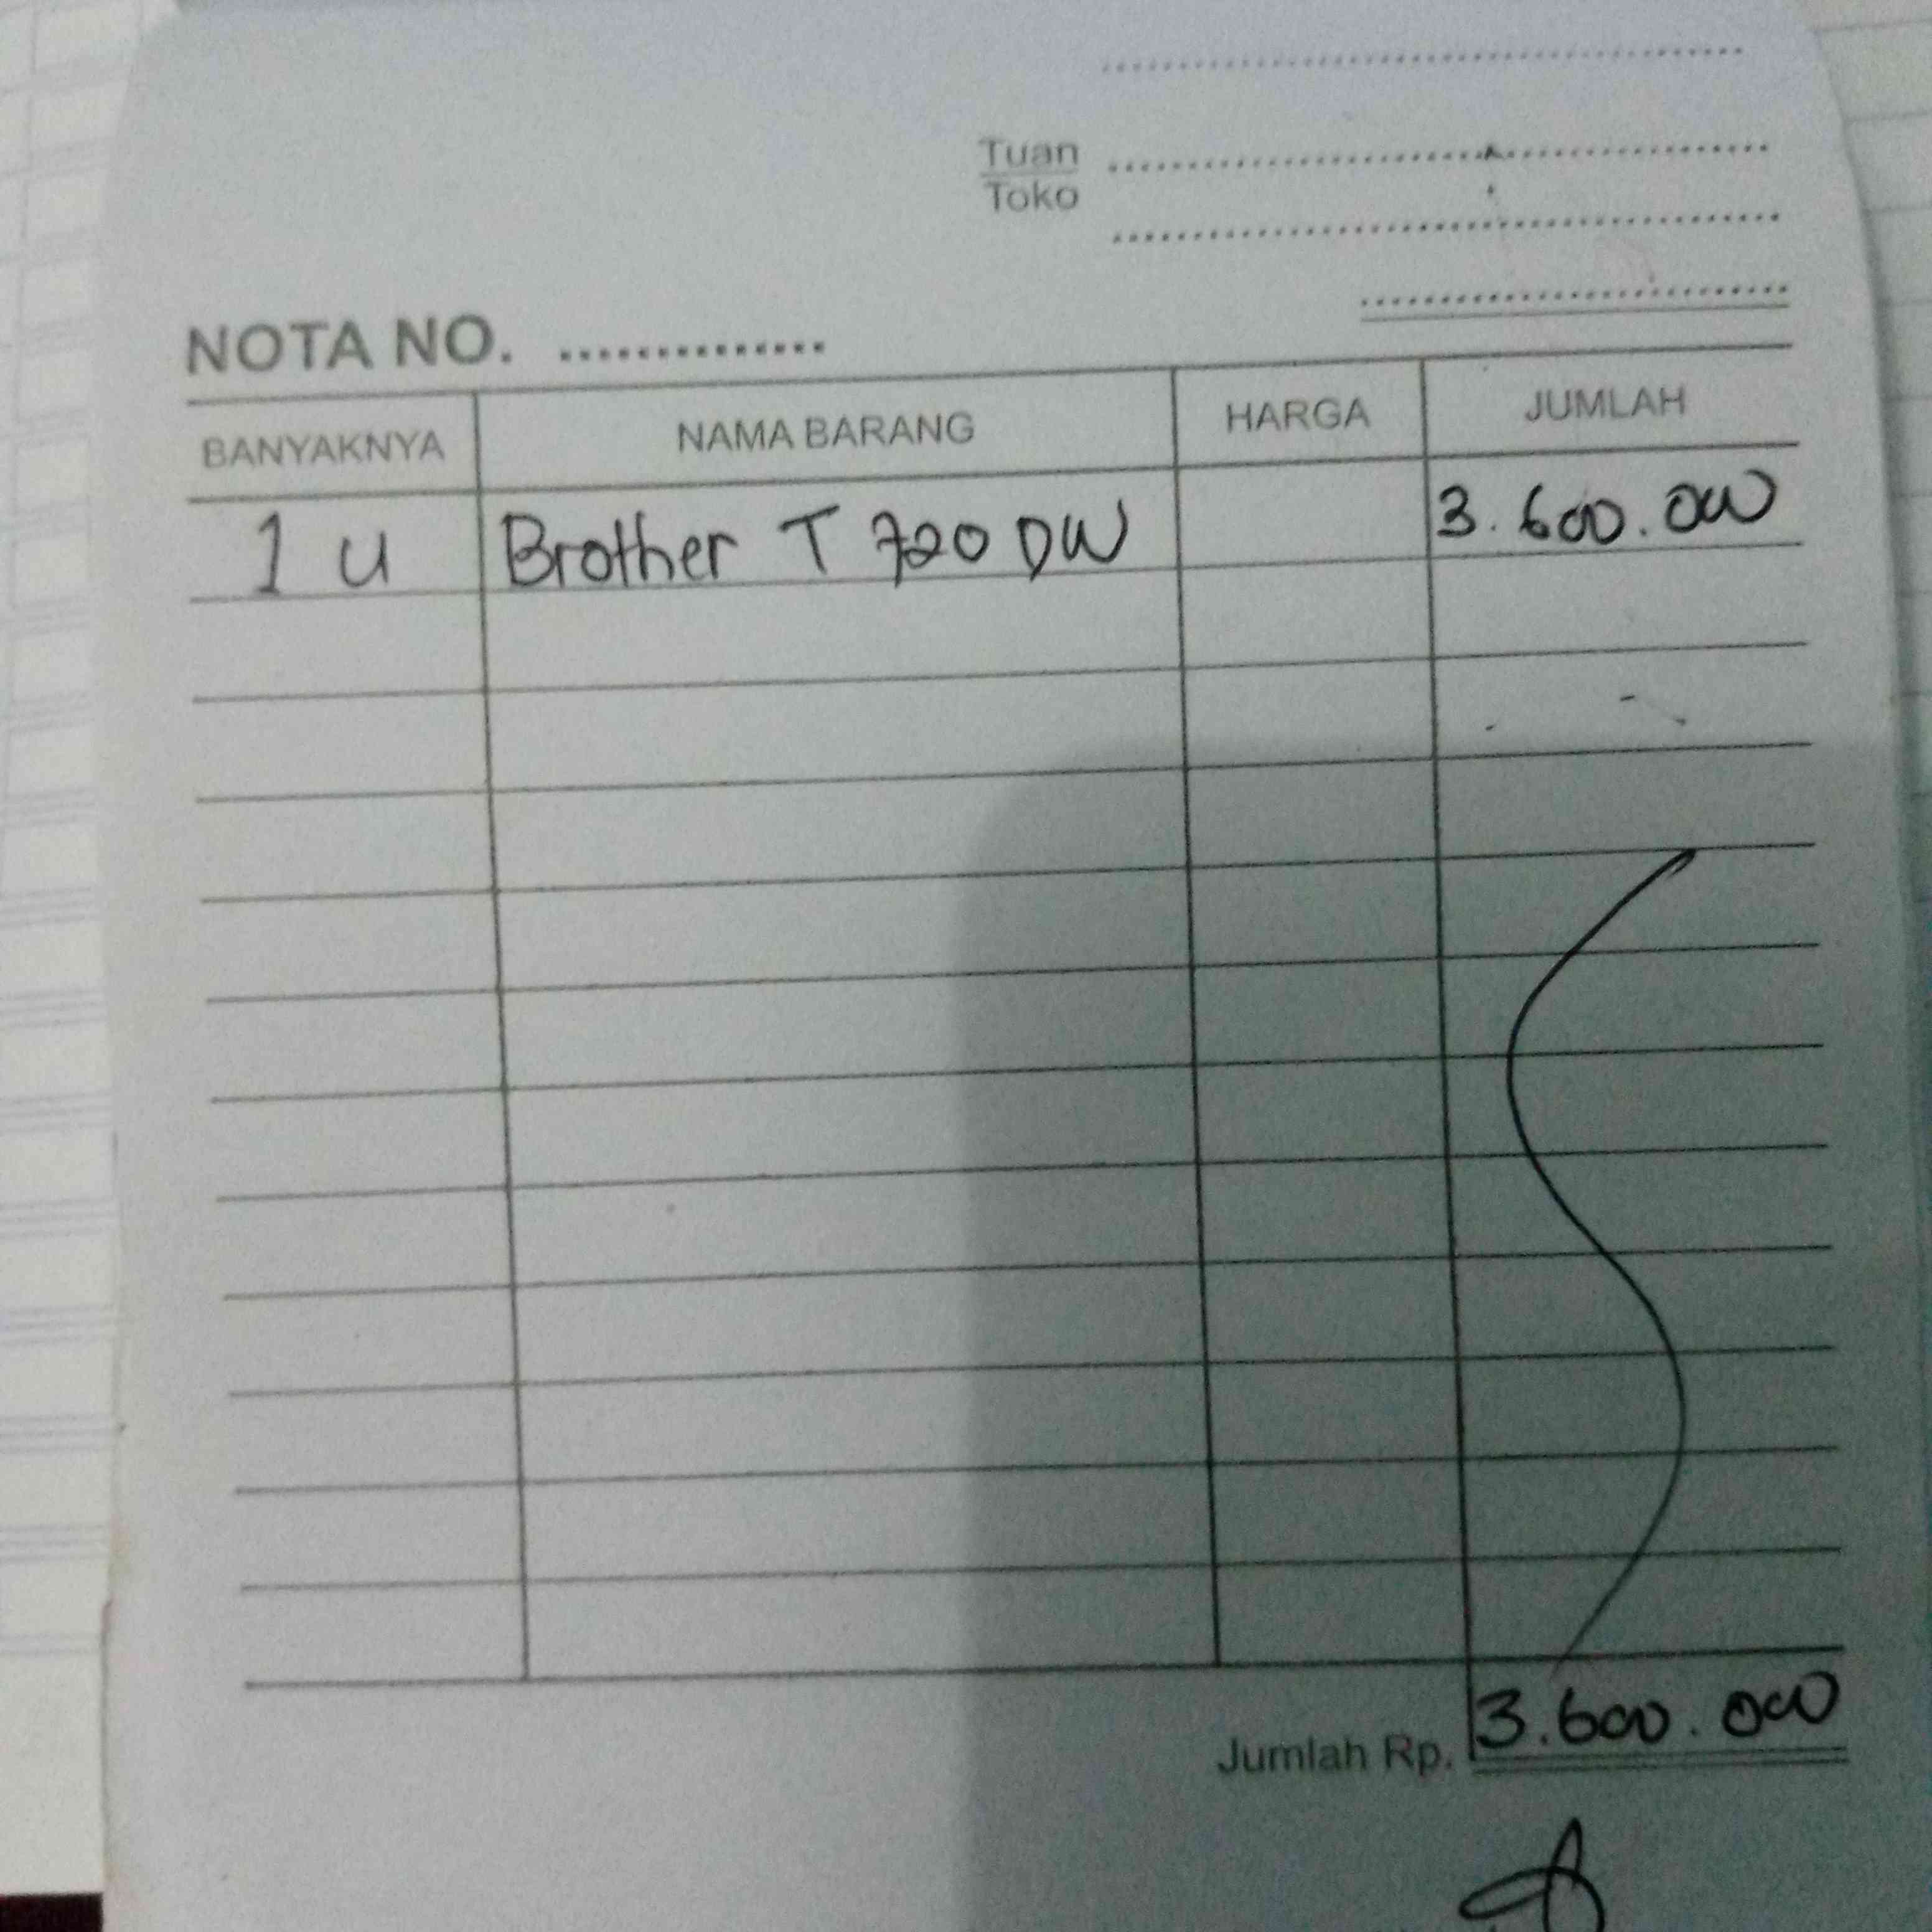 Tuan
Toko
NOTA NO. ..............
BANYAKNYA NAMA BARANG HARGA JUMLAH
1 U Brother T 720 DW 3.600.000
Jumlah Rp. 3.600.000